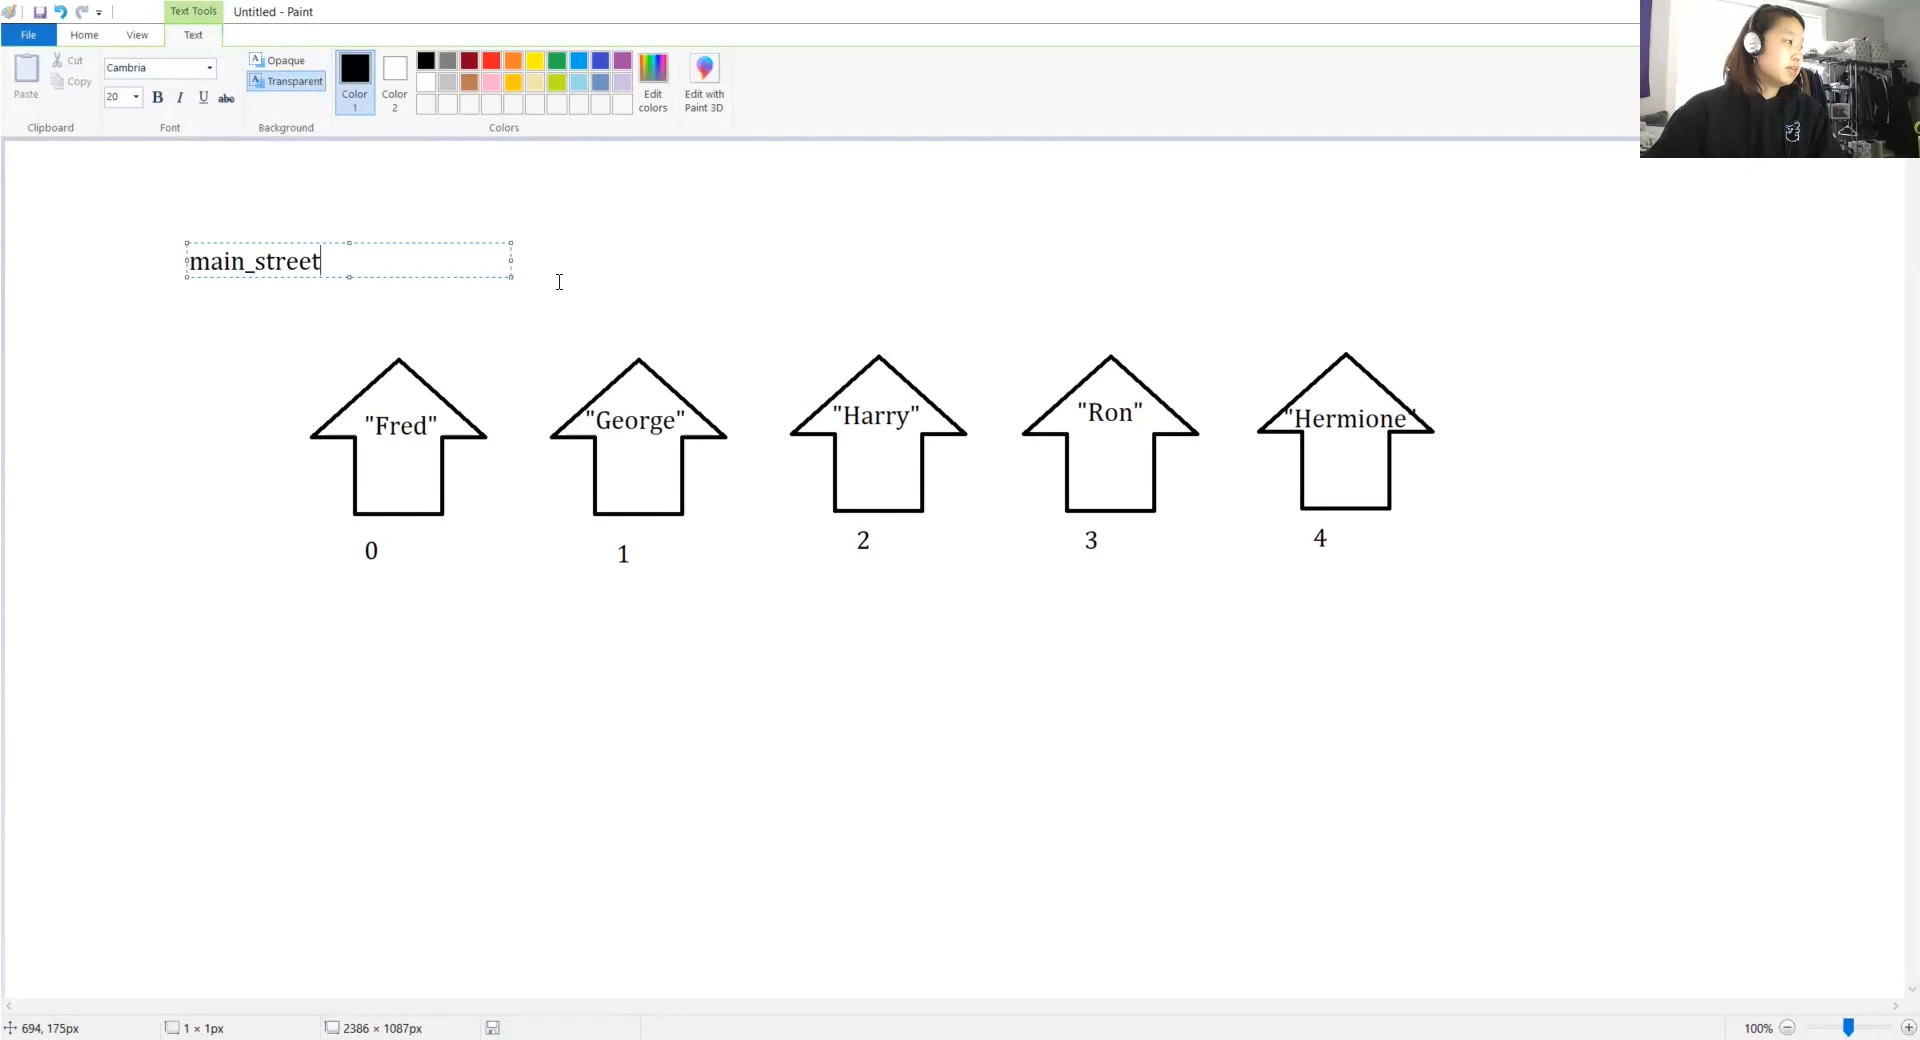 Text Tools
Untitled - Paint
File
Home
View
Text
Paste
Cut
Copy
Clipboard
Cambria
20
B I U abc
Font
Opaque
Transparent
Background
Color 1
Color 2
Edit colors
Edit with Paint 3D
Colors
main_street
"Fred" "George" "Harry" "Ron" "Hermione"
0 1 2 3 4
694, 175px
1 × 1px
2386 × 1087px
100%